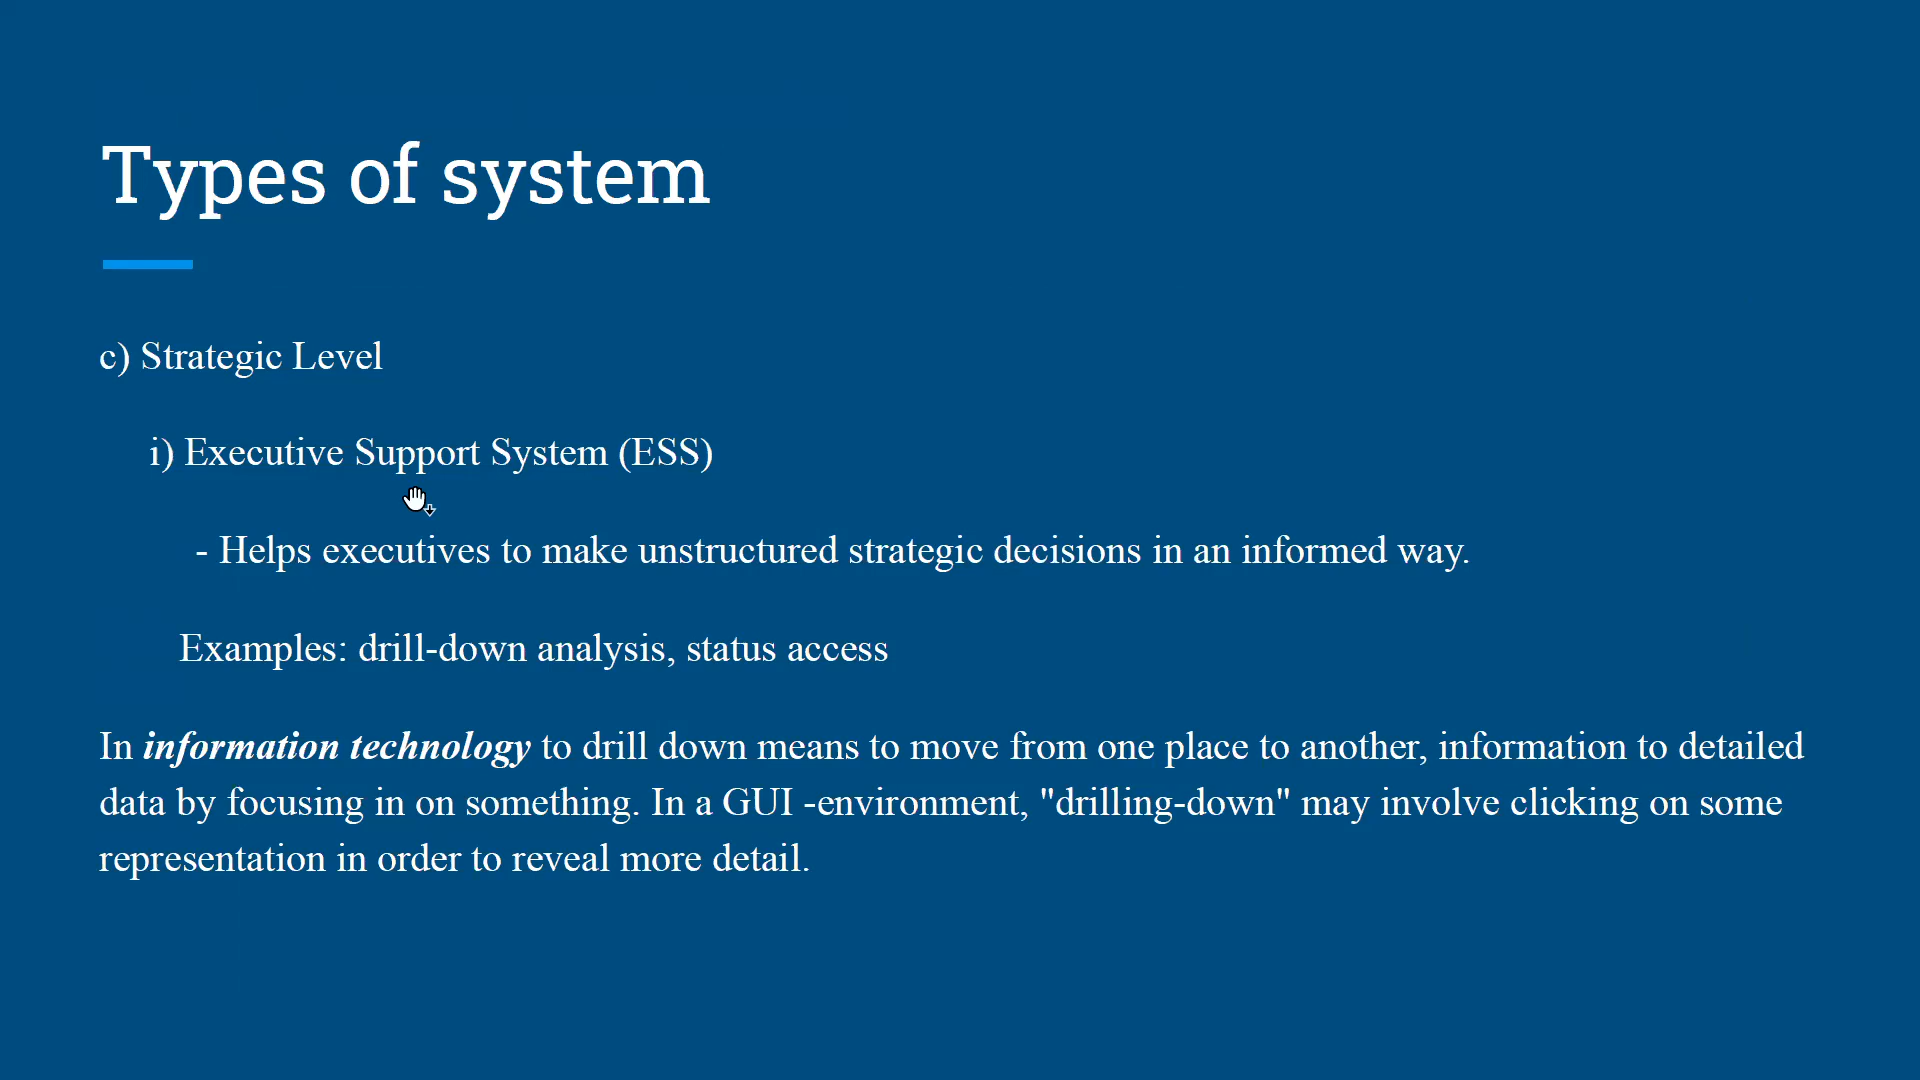 Types of system
c) Strategic Level
i) Executive Support System (ESS)
- Helps executives to make unstructured strategic decisions in an informed way.
Examples: drill-down analysis, status access
In information technology to drill down means to move from one place to another, information to detailed
data by focusing in on something. In a GUI -environment, "drilling-down" may involve clicking on some
representation in order to reveal more detail.